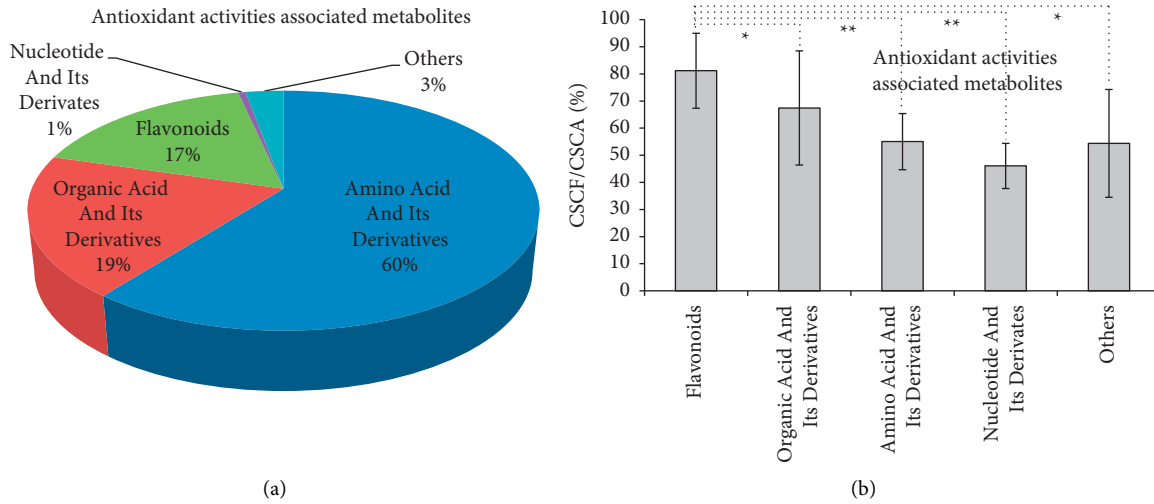 Antioxidant activities associated metabolites
Nucleotide
And Its
Derivates
1%
Others
3%
Flavonoids
17%
Organic Acid
And Its
Derivatives
19%
Amino Acid
And Its
Derivatives
60%
(a)
* ** ** *
Antioxidant activities
associated metabolites
CSCF/CSCA (%)
100
90
80
70
60
50
40
30
20
10
0
Flavonoids
Organic Acid And
Its Derivatives
Amino Acid And
Its Derivatives
Nucleotide And
Its Derivates
Others
(b)